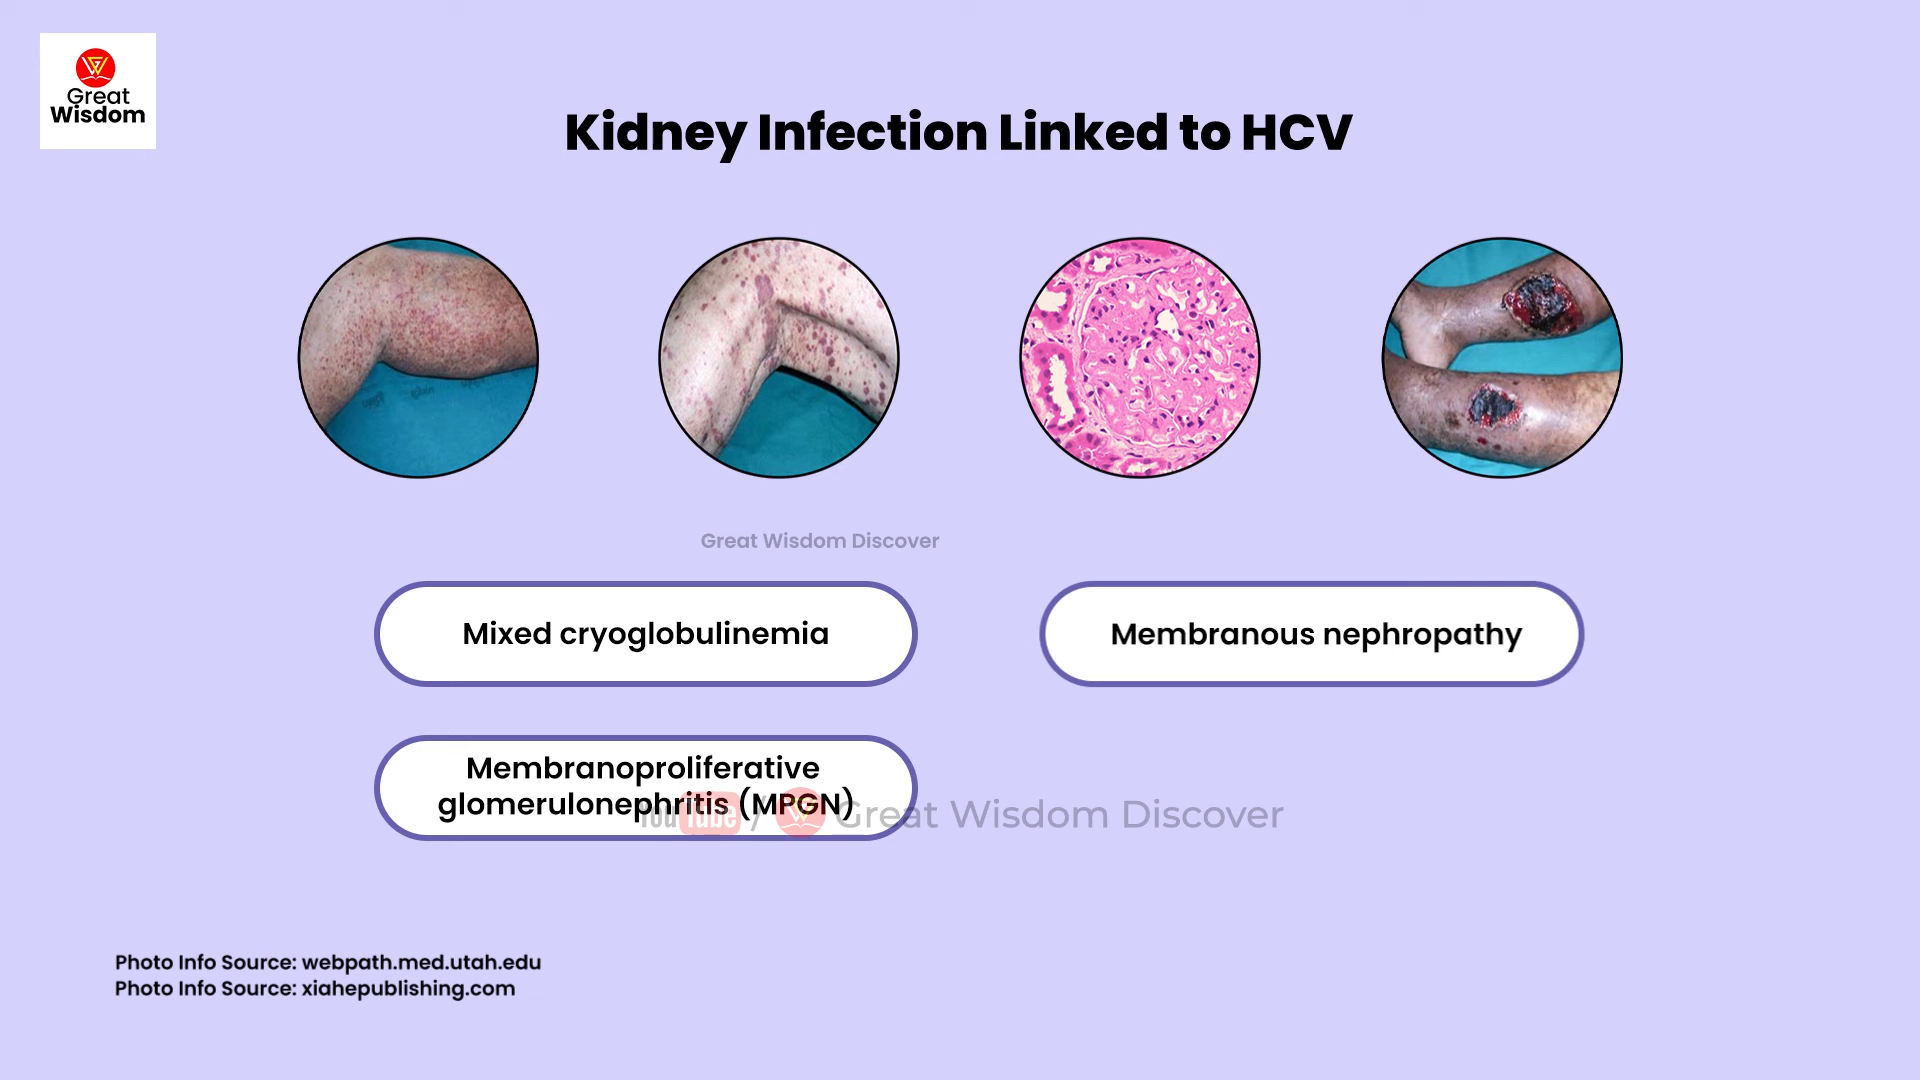 Great
Wisdom
Kidney Infection Linked to HCV
Great Wisdom Discover
Mixed cryoglobulinemia
Membranous nephropathy
Membranoproliferative
glomerulonephritis (MPGN)
YouTube / Great Wisdom Discover
Photo Info Source: webpath.med.utah.edu
Photo Info Source: xiahepublishing.com